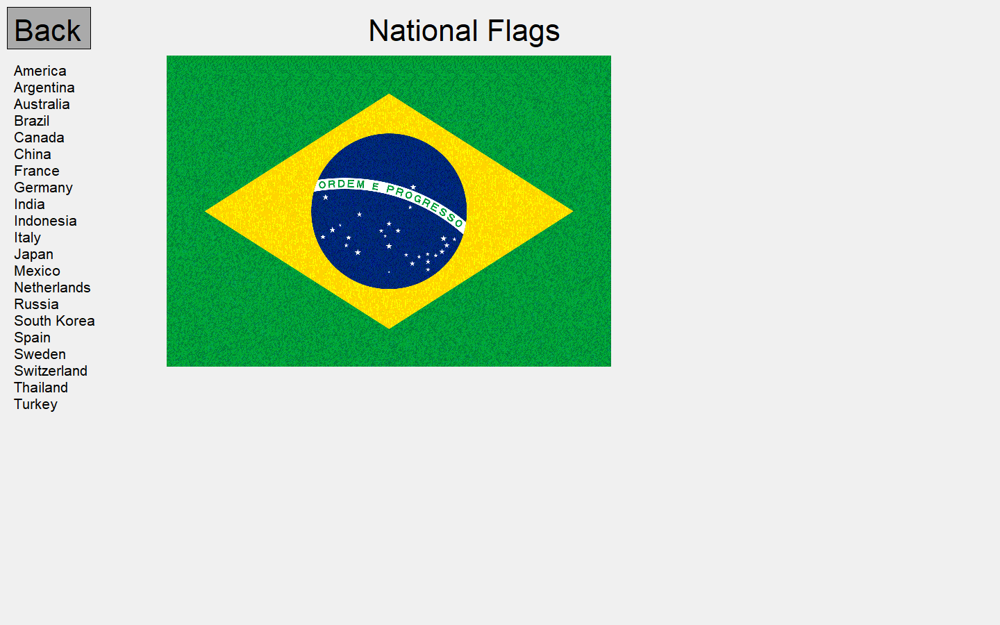 Back
National Flags
America
Argentina
Australia
Brazil
Canada
China
France
Germany
India
Indonesia
Italy
Japan
Mexico
Netherlands
Russia
South Korea
Spain
Sweden
Switzerland
Thailand
Turkey
ORDEM E PROGRESSO